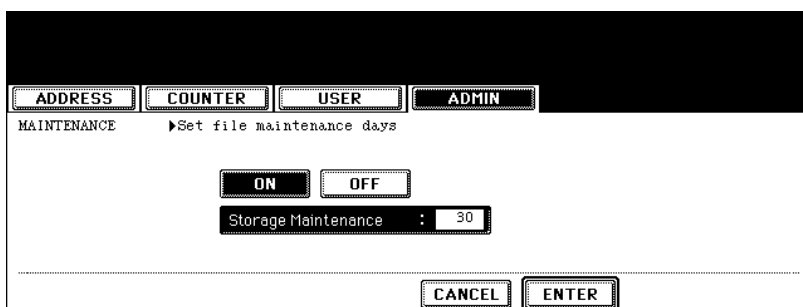 ADDRESS COUNTER USER ADMIN
MAINTENANCE ▶Set file maintenance days
ON OFF
Storage Maintenance : 30
CANCEL ENTER